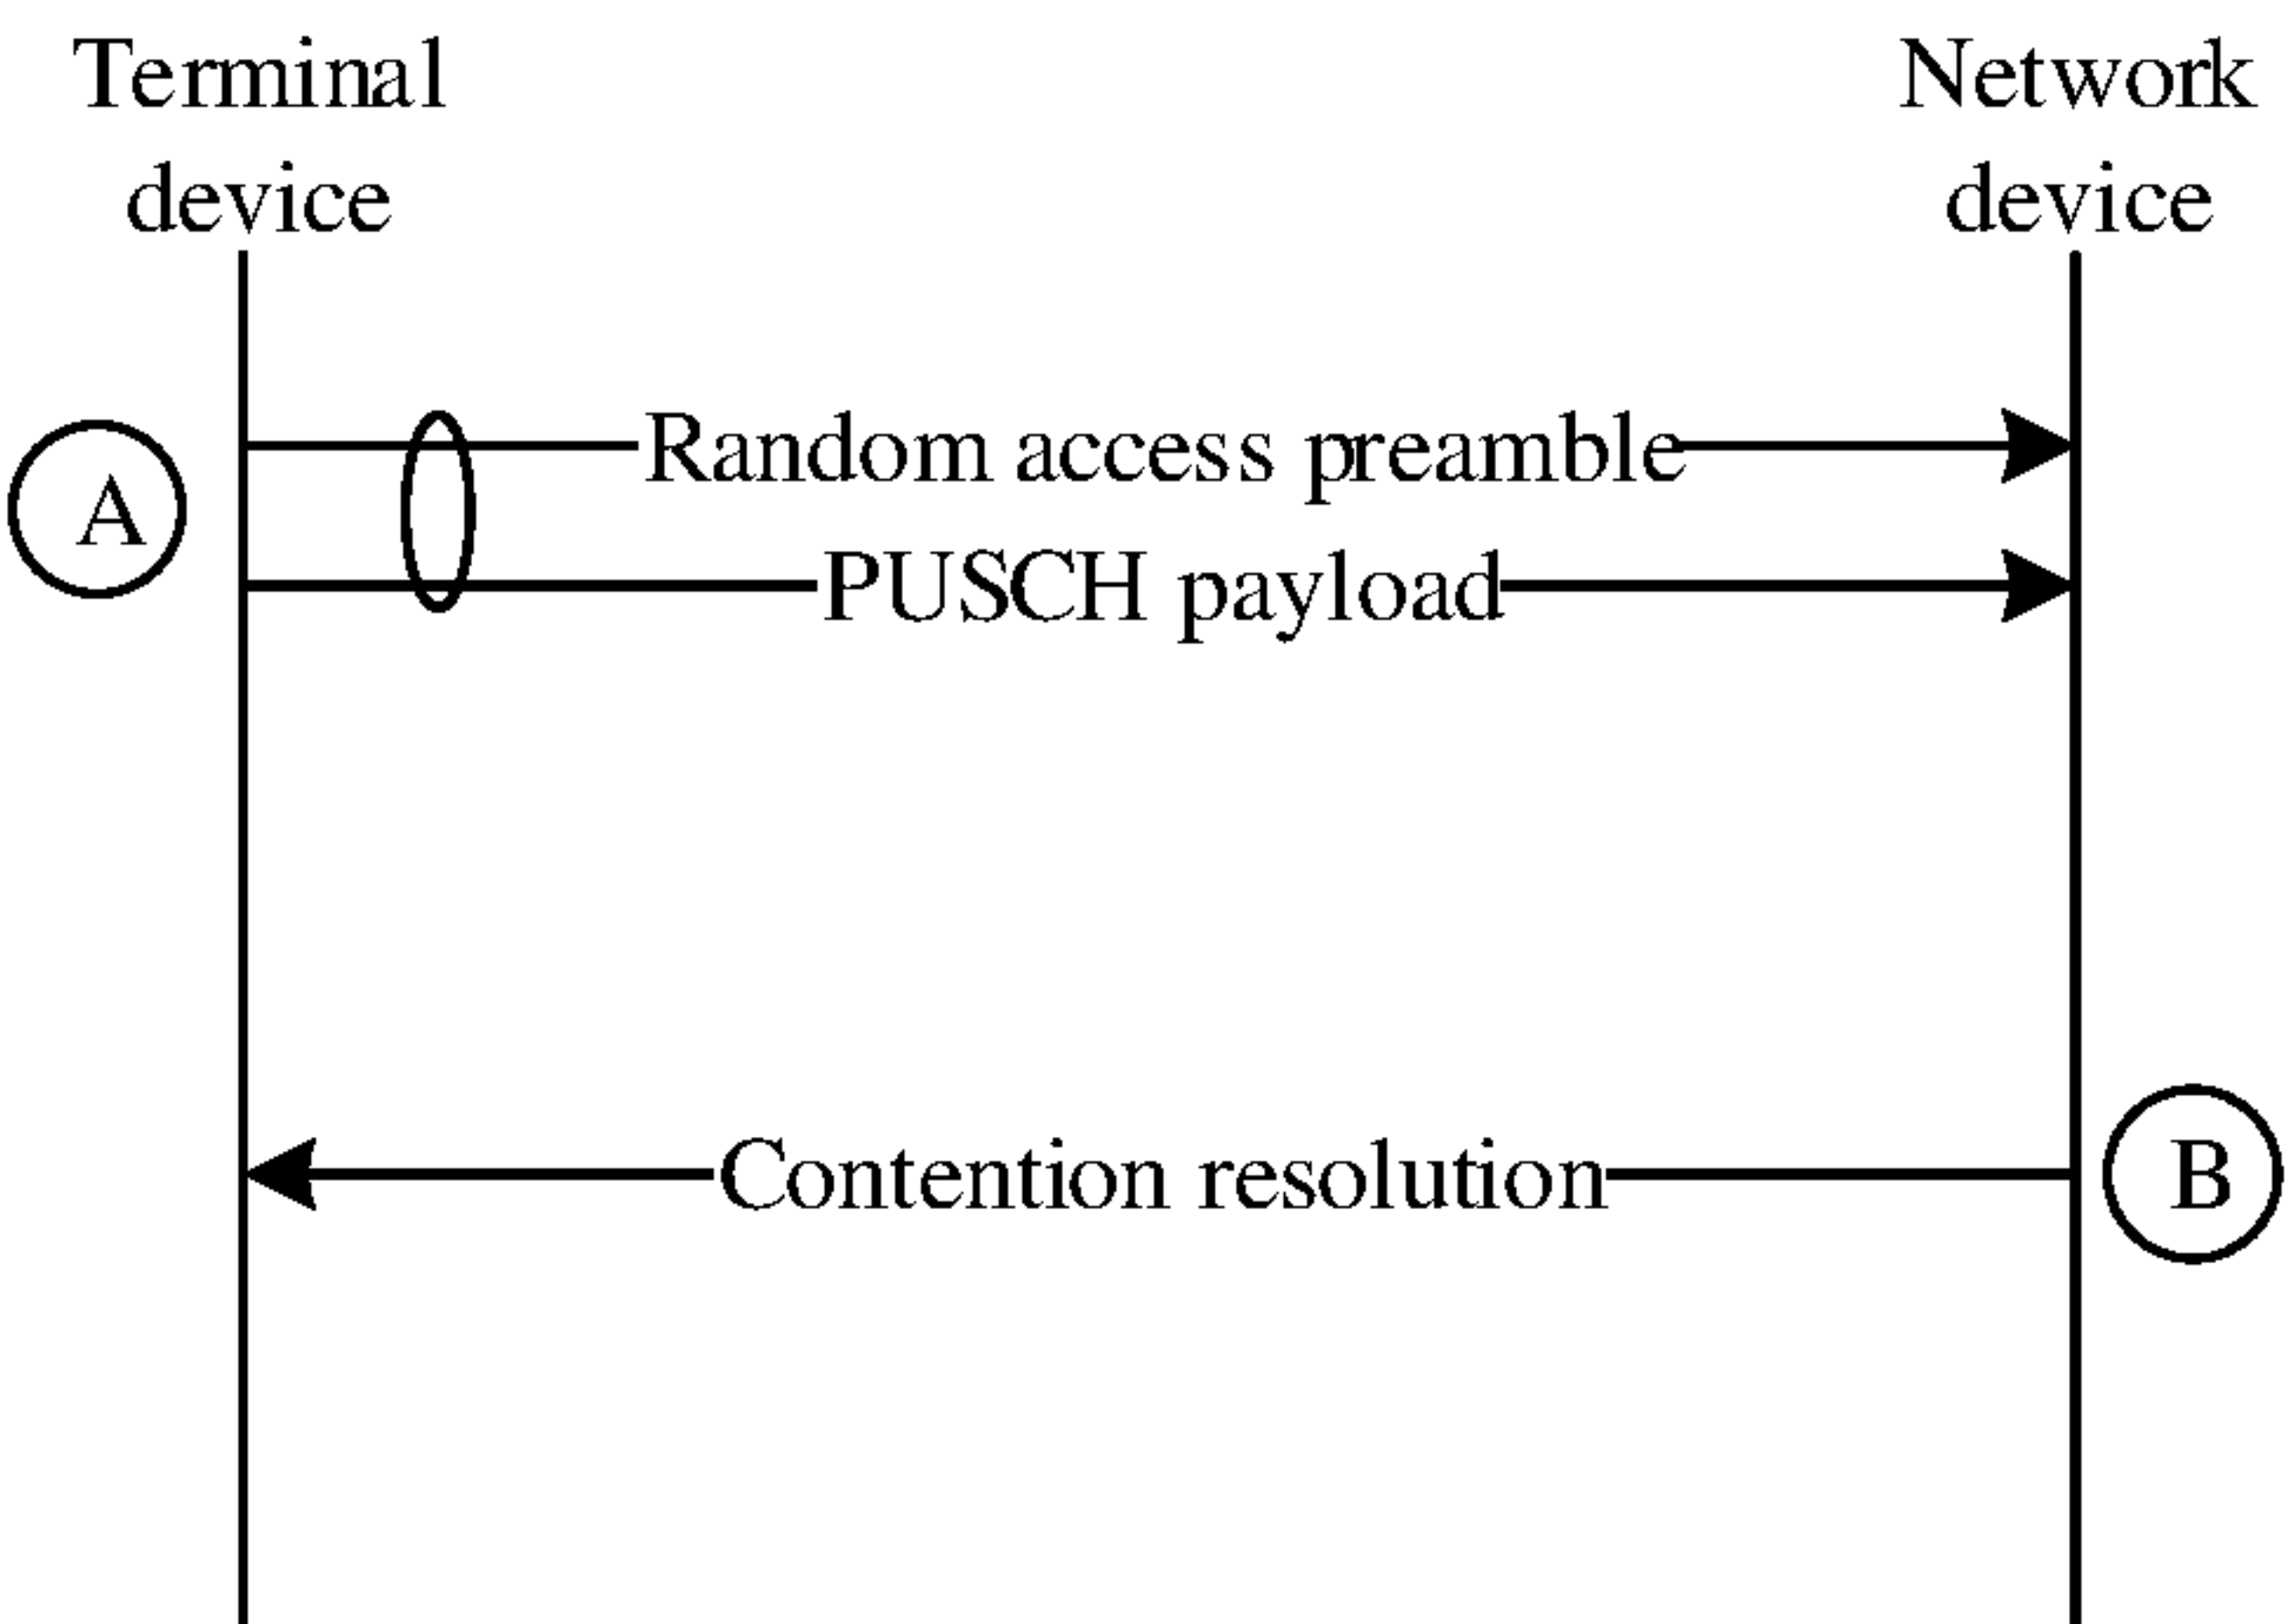 Terminal
device
Network
device
Random access preamble
A
PUSCH payload
Contention resolution
B